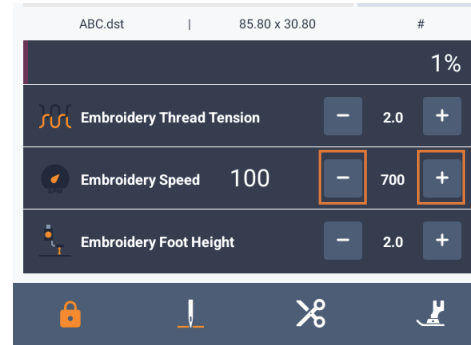 ABC.dst | 85.80 x 30.80 #
1%
Embroidery Thread Tension − 2.0 +
Embroidery Speed 100 − 700 +
Embroidery Foot Height − 2.0 +